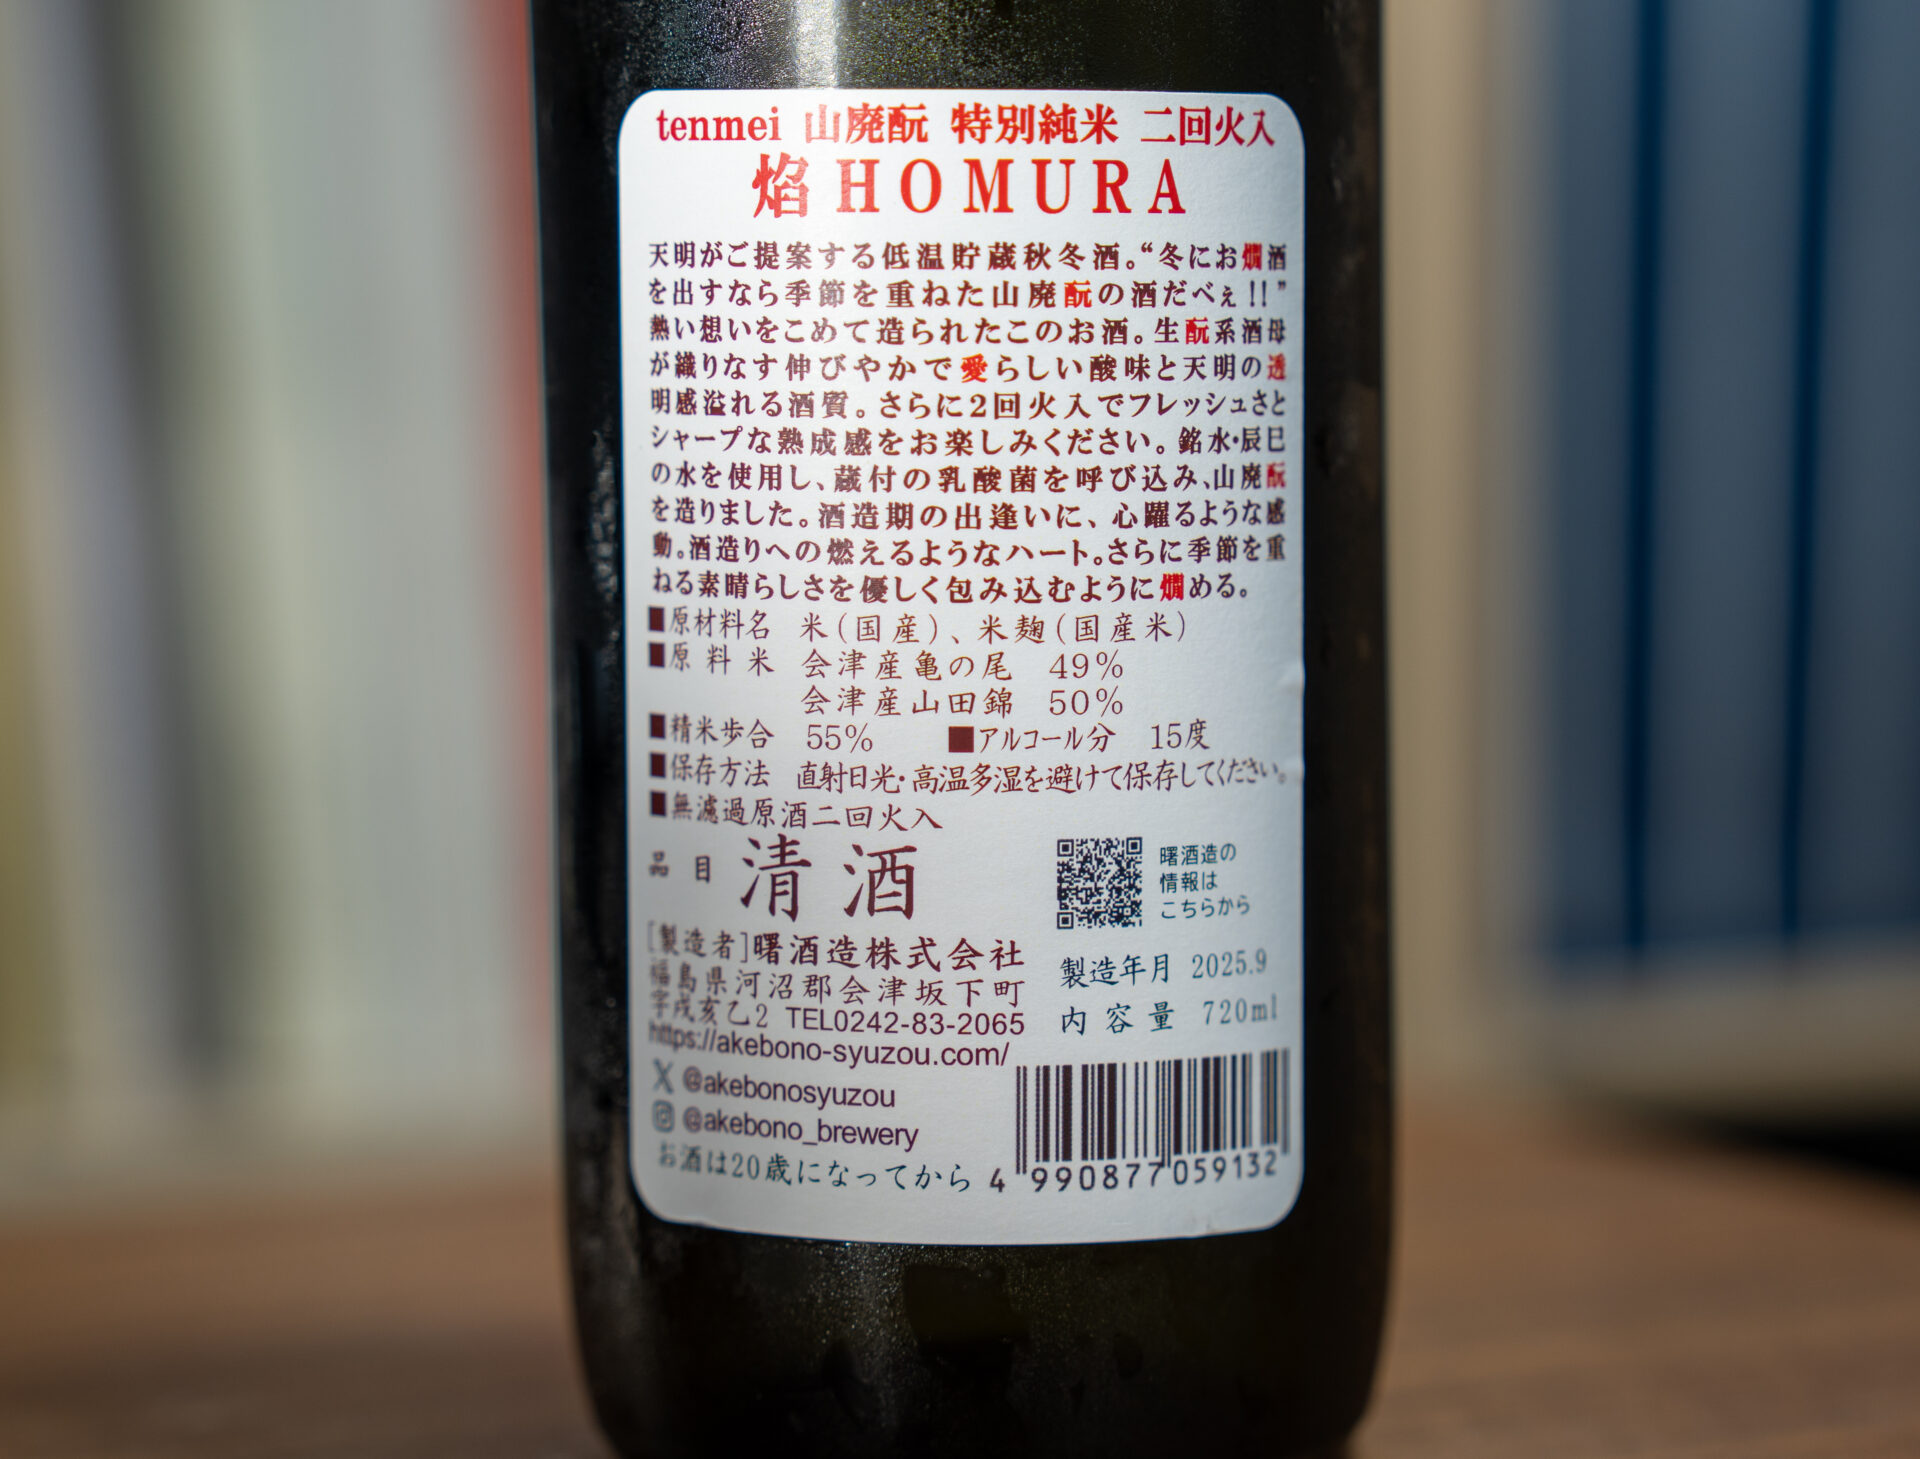 tenmei 山廃酛 特別純米 二回火入
焰HOMURA
天明がご提案する低温貯蔵秋冬酒。“冬にお燗酒
を出すなら季節を重ねた山廃酛の酒だべぇ!!”
熱い想いをこめて造られたこのお酒。生酛系酒母
が織りなす伸びやかで愛らしい酸味と天明の透
明感溢れる酒質。さらに2回火入でフレッシュさと
シャープな熟成感をお楽しみください。銘水・辰巳
の水を使用し、蔵付の乳酸菌を呼び込み、山廃酛
を造りました。酒造期の出逢いに、心躍るような感
動。酒造りへの燃えるようなハート。さらに季節を重
ねる素晴らしさを優しく包み込むように燗める。
■原材料名 米(国産)、米麹(国産米)
■原料米 会津産亀の尾 49%
会津産山田錦 50%
■精米歩合 55% ■アルコール分 15度
■保存方法 直射日光・高温多湿を避けて保存してください。
■無濾過原酒二回火入
品目 清酒
曙酒造の
情報は
こちらから
[製造者]曙酒造株式会社
福島県河沼郡会津坂下町
字戌亥乙2 TEL0242-83-2065
https://akebono-syuzou.com/
製造年月 2025.9
内容量 720ml
X @akebonosyuzou
@akebono_brewery
お酒は20歳になってから
4 990877 059132